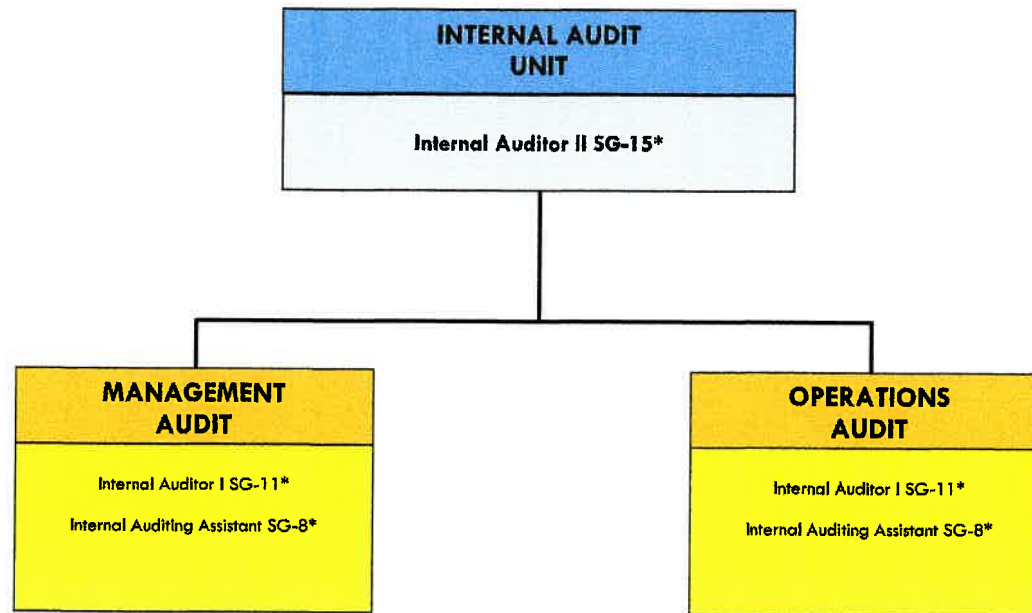 INTERNAL AUDIT
UNIT
Internal Auditor II SG-15*
MANAGEMENT
AUDIT
Internal Auditor I SG-11*
Internal Auditing Assistant SG-8*
OPERATIONS
AUDIT
Internal Auditor I SG-11*
Internal Auditing Assistant SG-8*